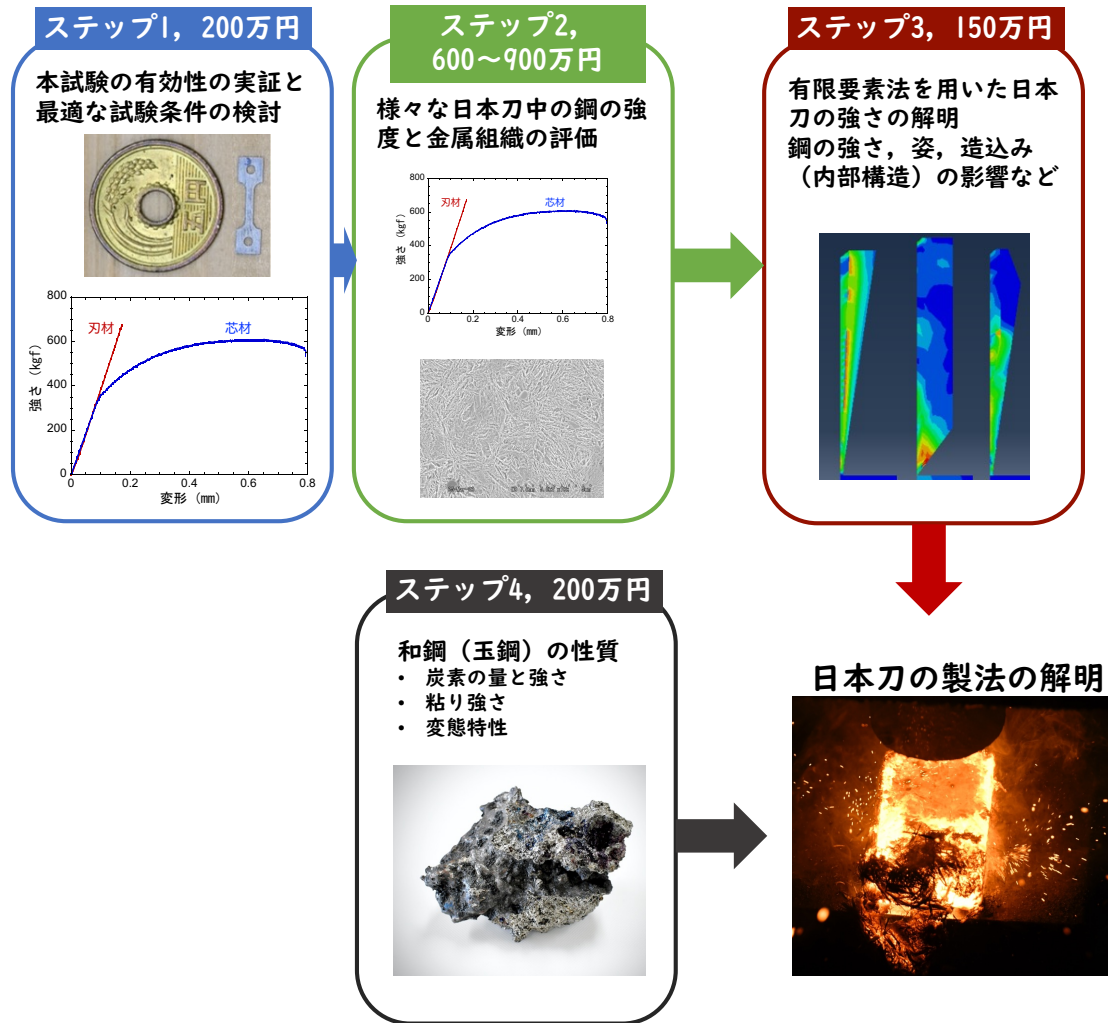 ステップ1，200万円
本試験の有効性の実証と
最適な試験条件の検討
800
600
400
200
0
強さ (kgf)
刃材
芯材
0
0.2
0.4
0.6
0.8
変形 (mm)
ステップ2，
600～900万円
様々な日本刀中の鋼の強
度と金属組織の評価
800
600
400
200
0
強さ (kgf)
刃材
芯材
0
0.2
0.4
0.6
0.8
変形 (mm)
ステップ3，150万円
有限要素法を用いた日本
刀の強さの解明
鋼の強さ，姿，造込み
（内部構造）の影響など
ステップ4，200万円
和鋼（玉鋼）の性質
• 炭素の量と強さ
• 粘り強さ
• 変態特性
日本刀の製法の解明